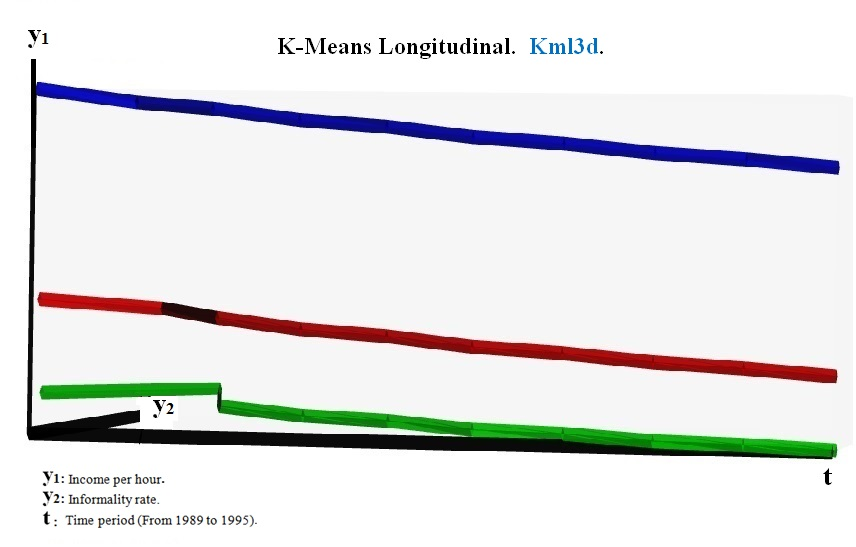 y1
K-Means Longitudinal. Kml3d.
y2
t
y1: Income per hour.
y2: Informality rate.
t : Time period (From 1989 to 1995).